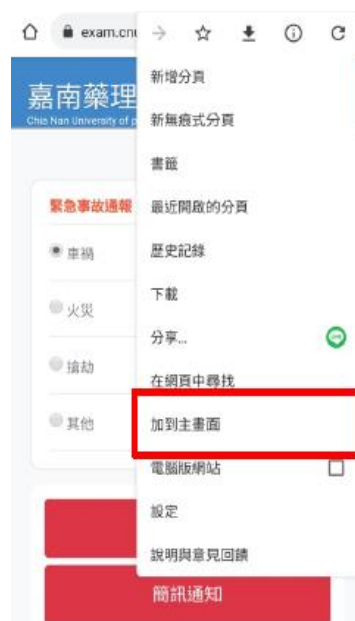 exam.cnu
新增分頁
嘉南藥理
Chia Nan University of p
新無痕式分頁
書籤
緊急事故通報
最近開啟的分頁
車禍
歷史記錄
下載
火災
分享...
搶劫
在網頁中尋找
其他
加到主畫面
電腦版網站
設定
說明與意見回饋
簡訊通知